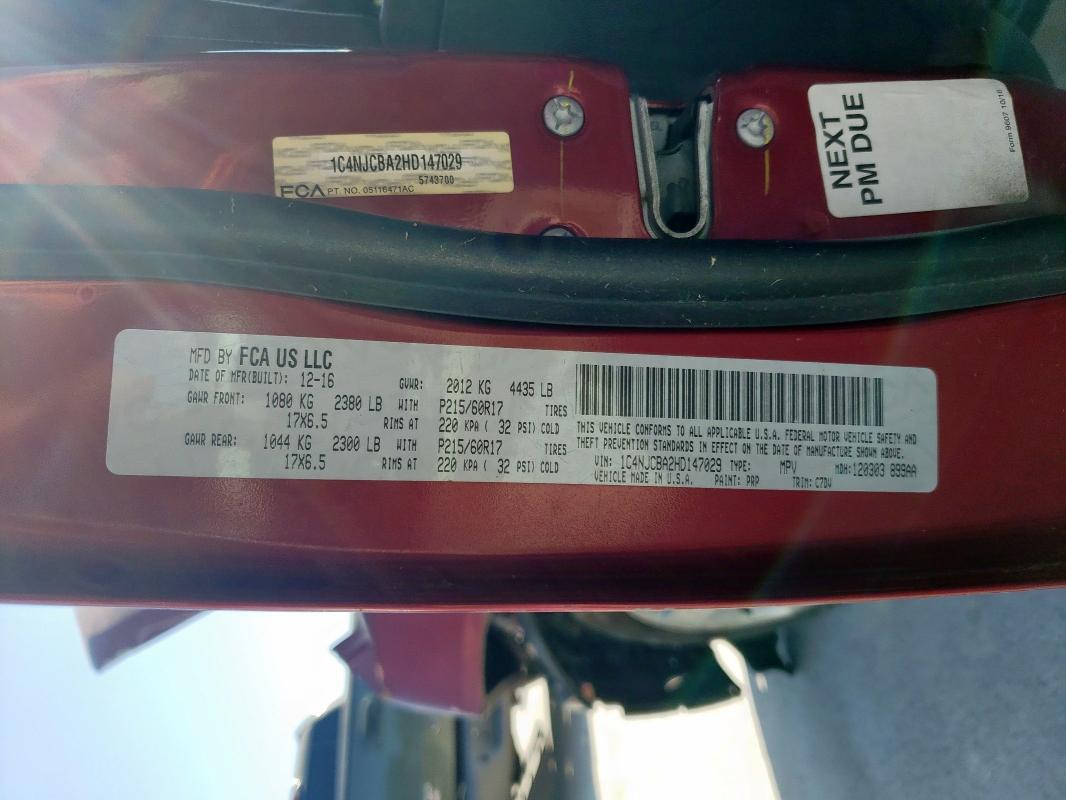 1C4NJCBA2HD147029
5743700
FCA PT. NO. 05116471AC
NEXT
PM DUE
Form 9607 10/18
MFD BY FCA US LLC
DATE OF MFR(BUILT): 12-16 GVWR: 2012 KG 4435 LB
GAWR FRONT: 1080 KG 2380 LB WITH P215/60R17 TIRES
17X6.5 RIMS AT 220 KPA ( 32 PSI) COLD
GAWR REAR: 1044 KG 2300 LB WITH P215/60R17 TIRES
17X6.5 RIMS AT 220 KPA ( 32 PSI) COLD
THIS VEHICLE CONFORMS TO ALL APPLICABLE U.S.A. FEDERAL MOTOR VEHICLE SAFETY AND
THEFT PREVENTION STANDARDS IN EFFECT ON THE DATE OF MANUFACTURE SHOWN ABOVE.
VIN: 1C4NJCBA2HD147029 TYPE: MPV MDH: 120303 899AA
VEHICLE MADE IN U.S.A. PAINT: PRP TRIM: C7DV